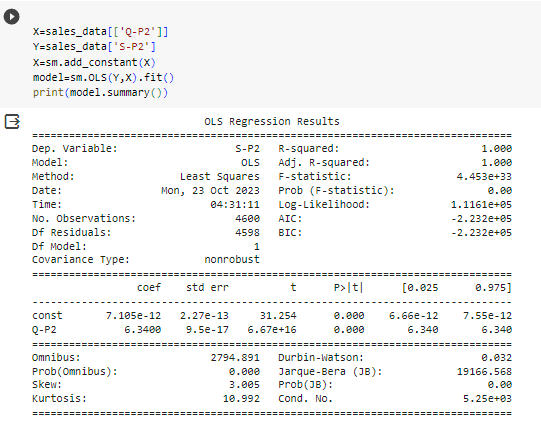 X=sales_data[['Q-P2']]
Y=sales_data['S-P2']
X=sm.add_constant(X)
model=sm.OLS(Y,X).fit()
print(model.summary())
OLS Regression Results
==============================================================================
Dep. Variable: S-P2 R-squared: 1.000
Model: OLS Adj. R-squared: 1.000
Method: Least Squares F-statistic: 4.453e+33
Date: Mon, 23 Oct 2023 Prob (F-statistic): 0.00
Time: 04:31:11 Log-Likelihood: 1.1161e+05
No. Observations: 4600 AIC: -2.232e+05
Df Residuals: 4598 BIC: -2.232e+05
Df Model: 1
Covariance Type: nonrobust
==============================================================================
coef std err t P>|t| [0.025 0.975]
------------------------------------------------------------------------------
const 7.105e-12 2.27e-13 31.254 0.000 6.66e-12 7.55e-12
Q-P2 6.3400 9.5e-17 6.67e+16 0.000 6.340 6.340
==============================================================================
Omnibus: 2794.891 Durbin-Watson: 0.032
Prob(Omnibus): 0.000 Jarque-Bera (JB): 19166.568
Skew: 3.005 Prob(JB): 0.00
Kurtosis: 10.992 Cond. No. 5.25e+03
==============================================================================